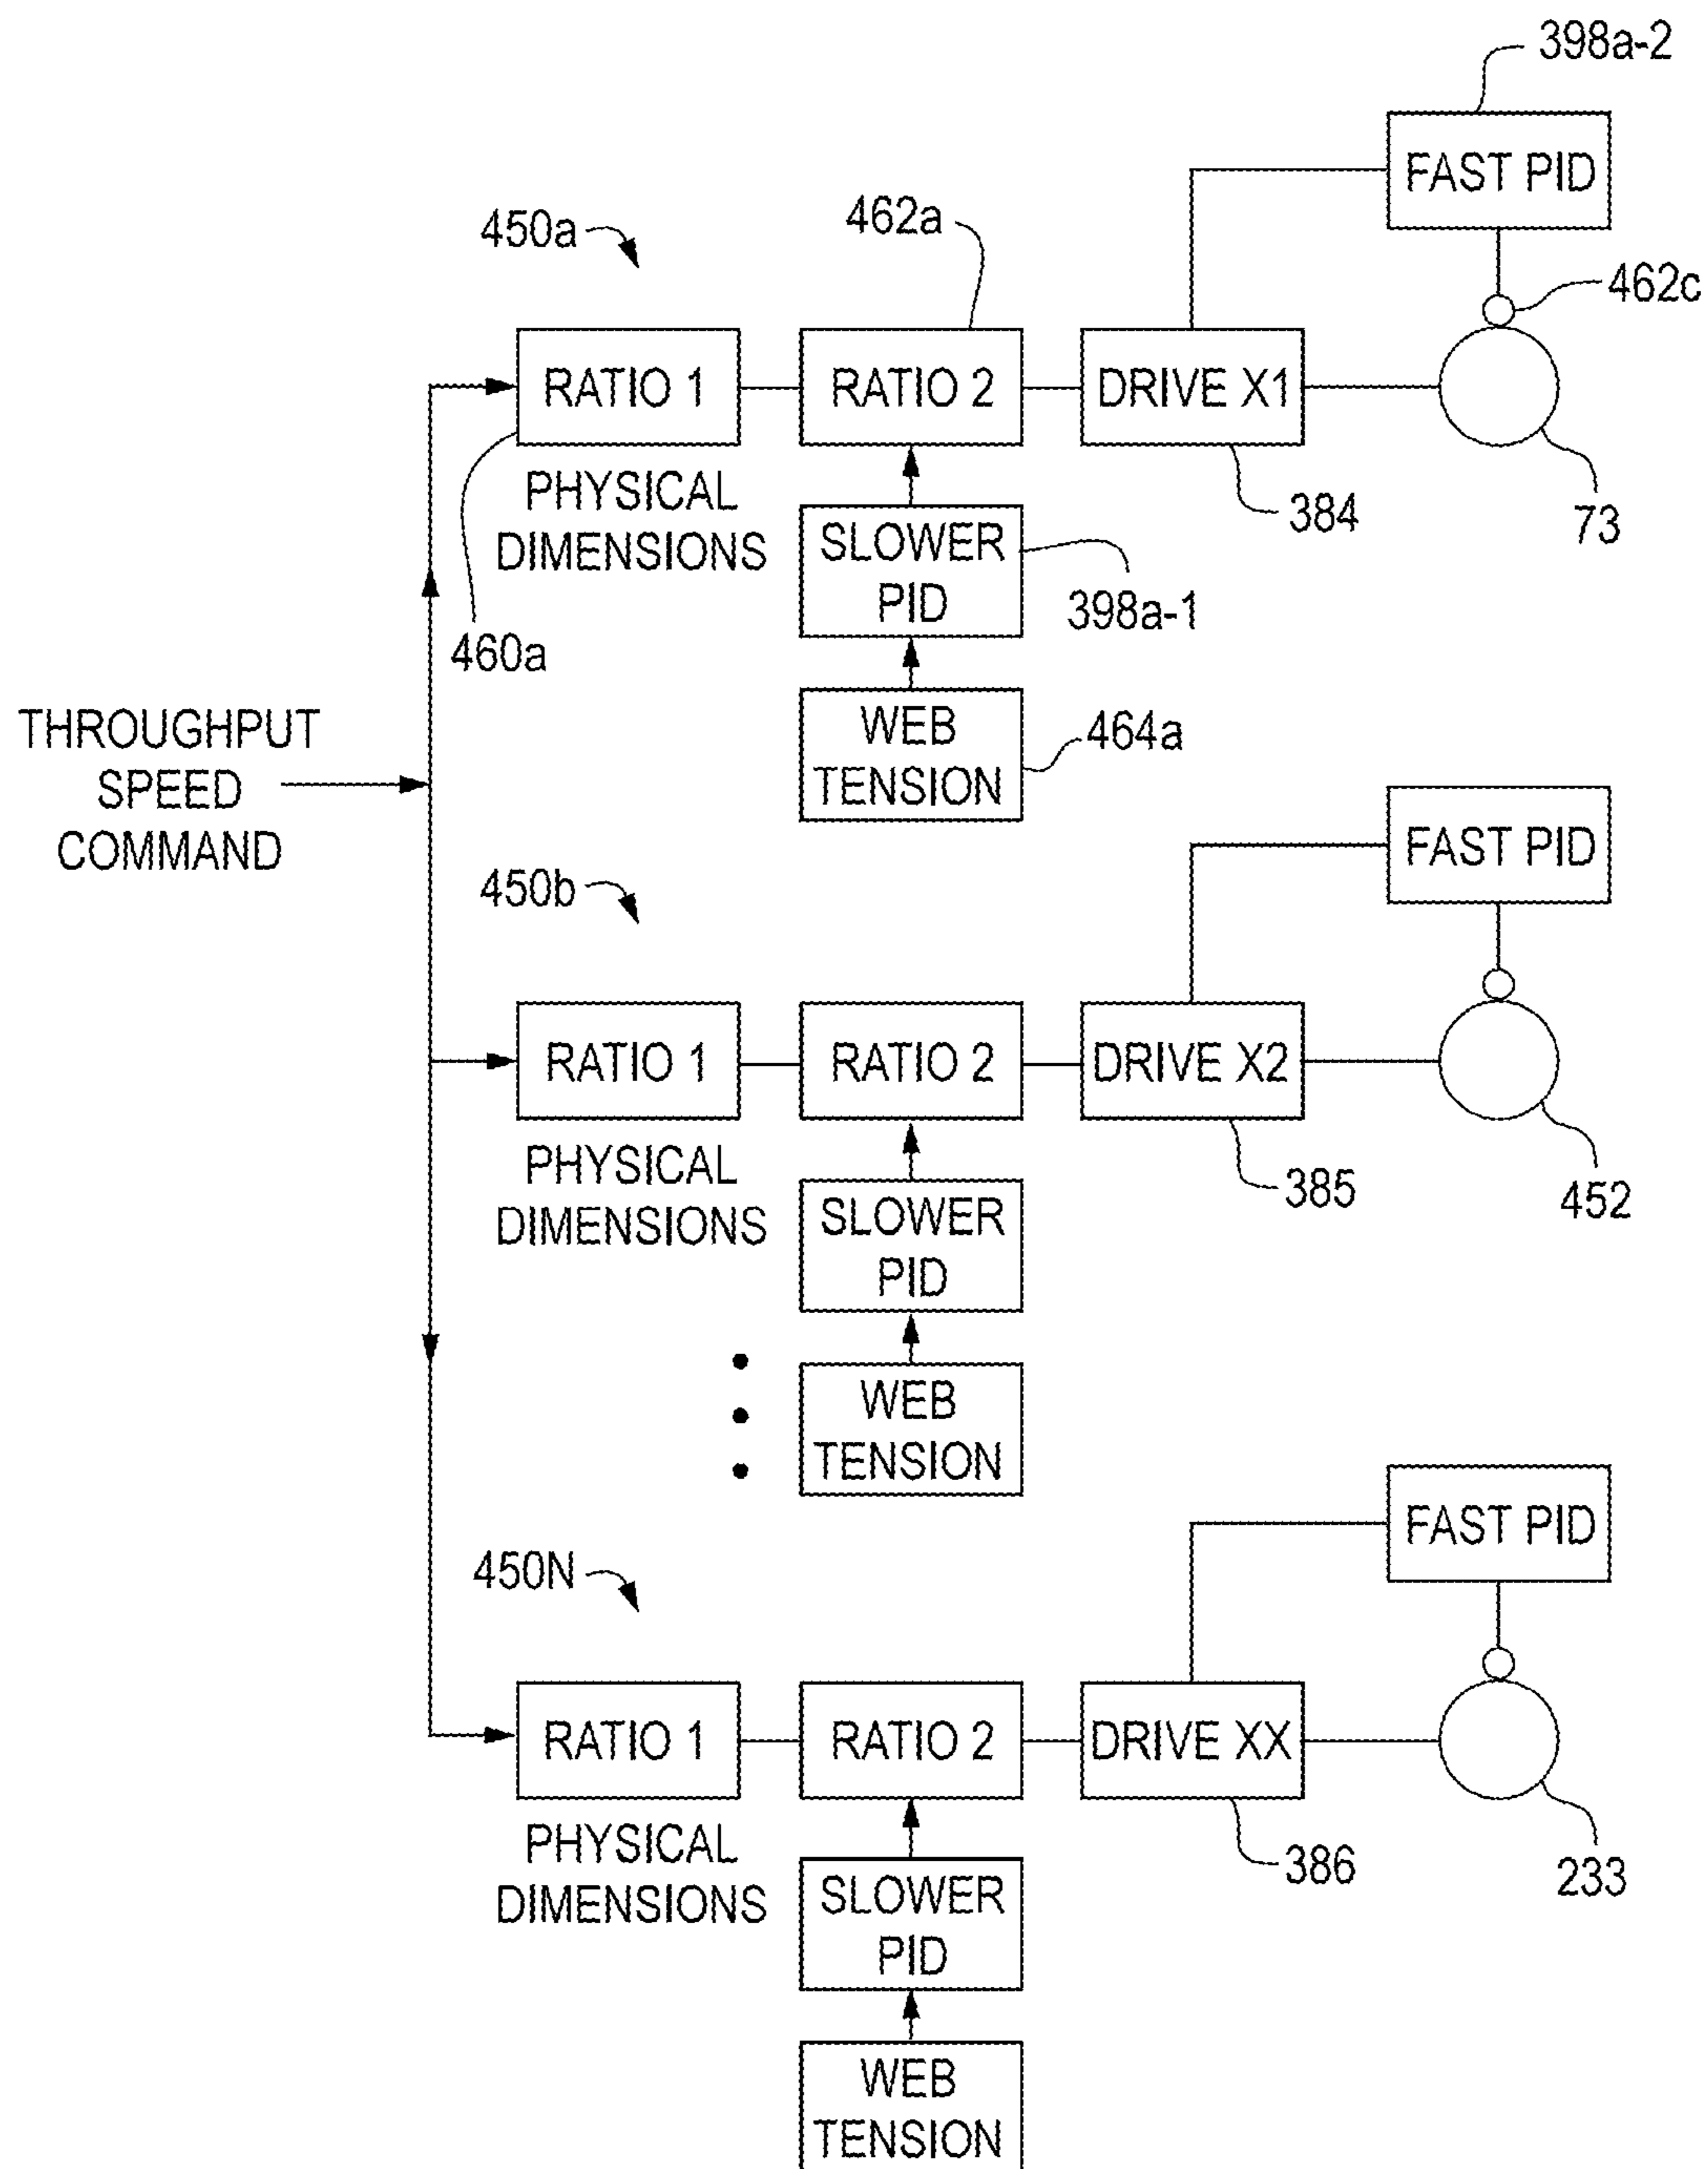 398a-2
FAST PID
450a
462a
462c
RATIO 1
RATIO 2
DRIVE X1
PHYSICAL
DIMENSIONS
384
73
SLOWER
PID
398a-1
460a
WEB
TENSION
464a
THROUGHPUT
SPEED
COMMAND
FAST PID
450b
RATIO 1
RATIO 2
DRIVE X2
PHYSICAL
DIMENSIONS
385
452
SLOWER
PID
WEB
TENSION
FAST PID
450N
RATIO 1
RATIO 2
DRIVE XX
PHYSICAL
DIMENSIONS
386
233
SLOWER
PID
WEB
TENSION